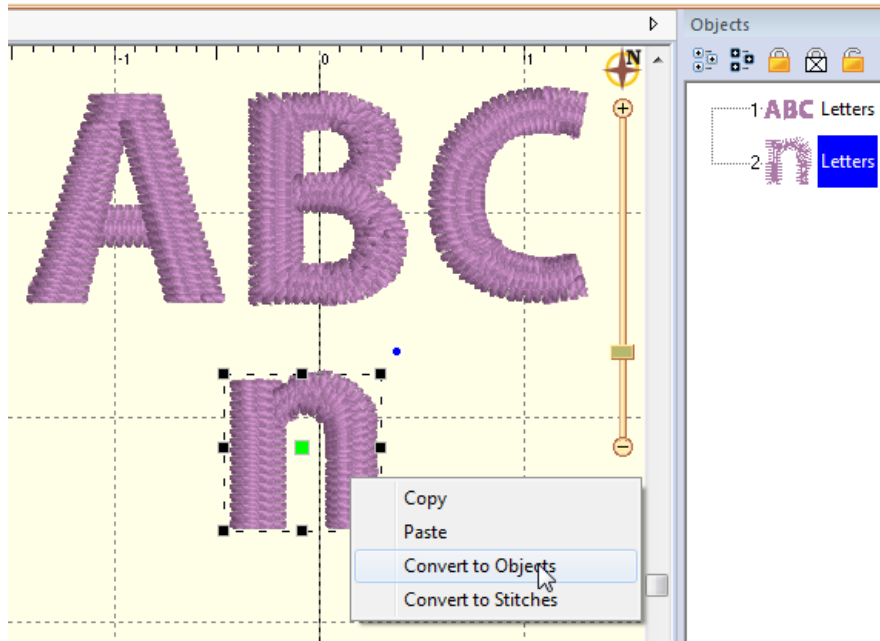 Objects
-1 0 1
N
ABC
1 ABC Letters
2 n Letters
n
Copy
Paste
Convert to Objects
Convert to Stitches